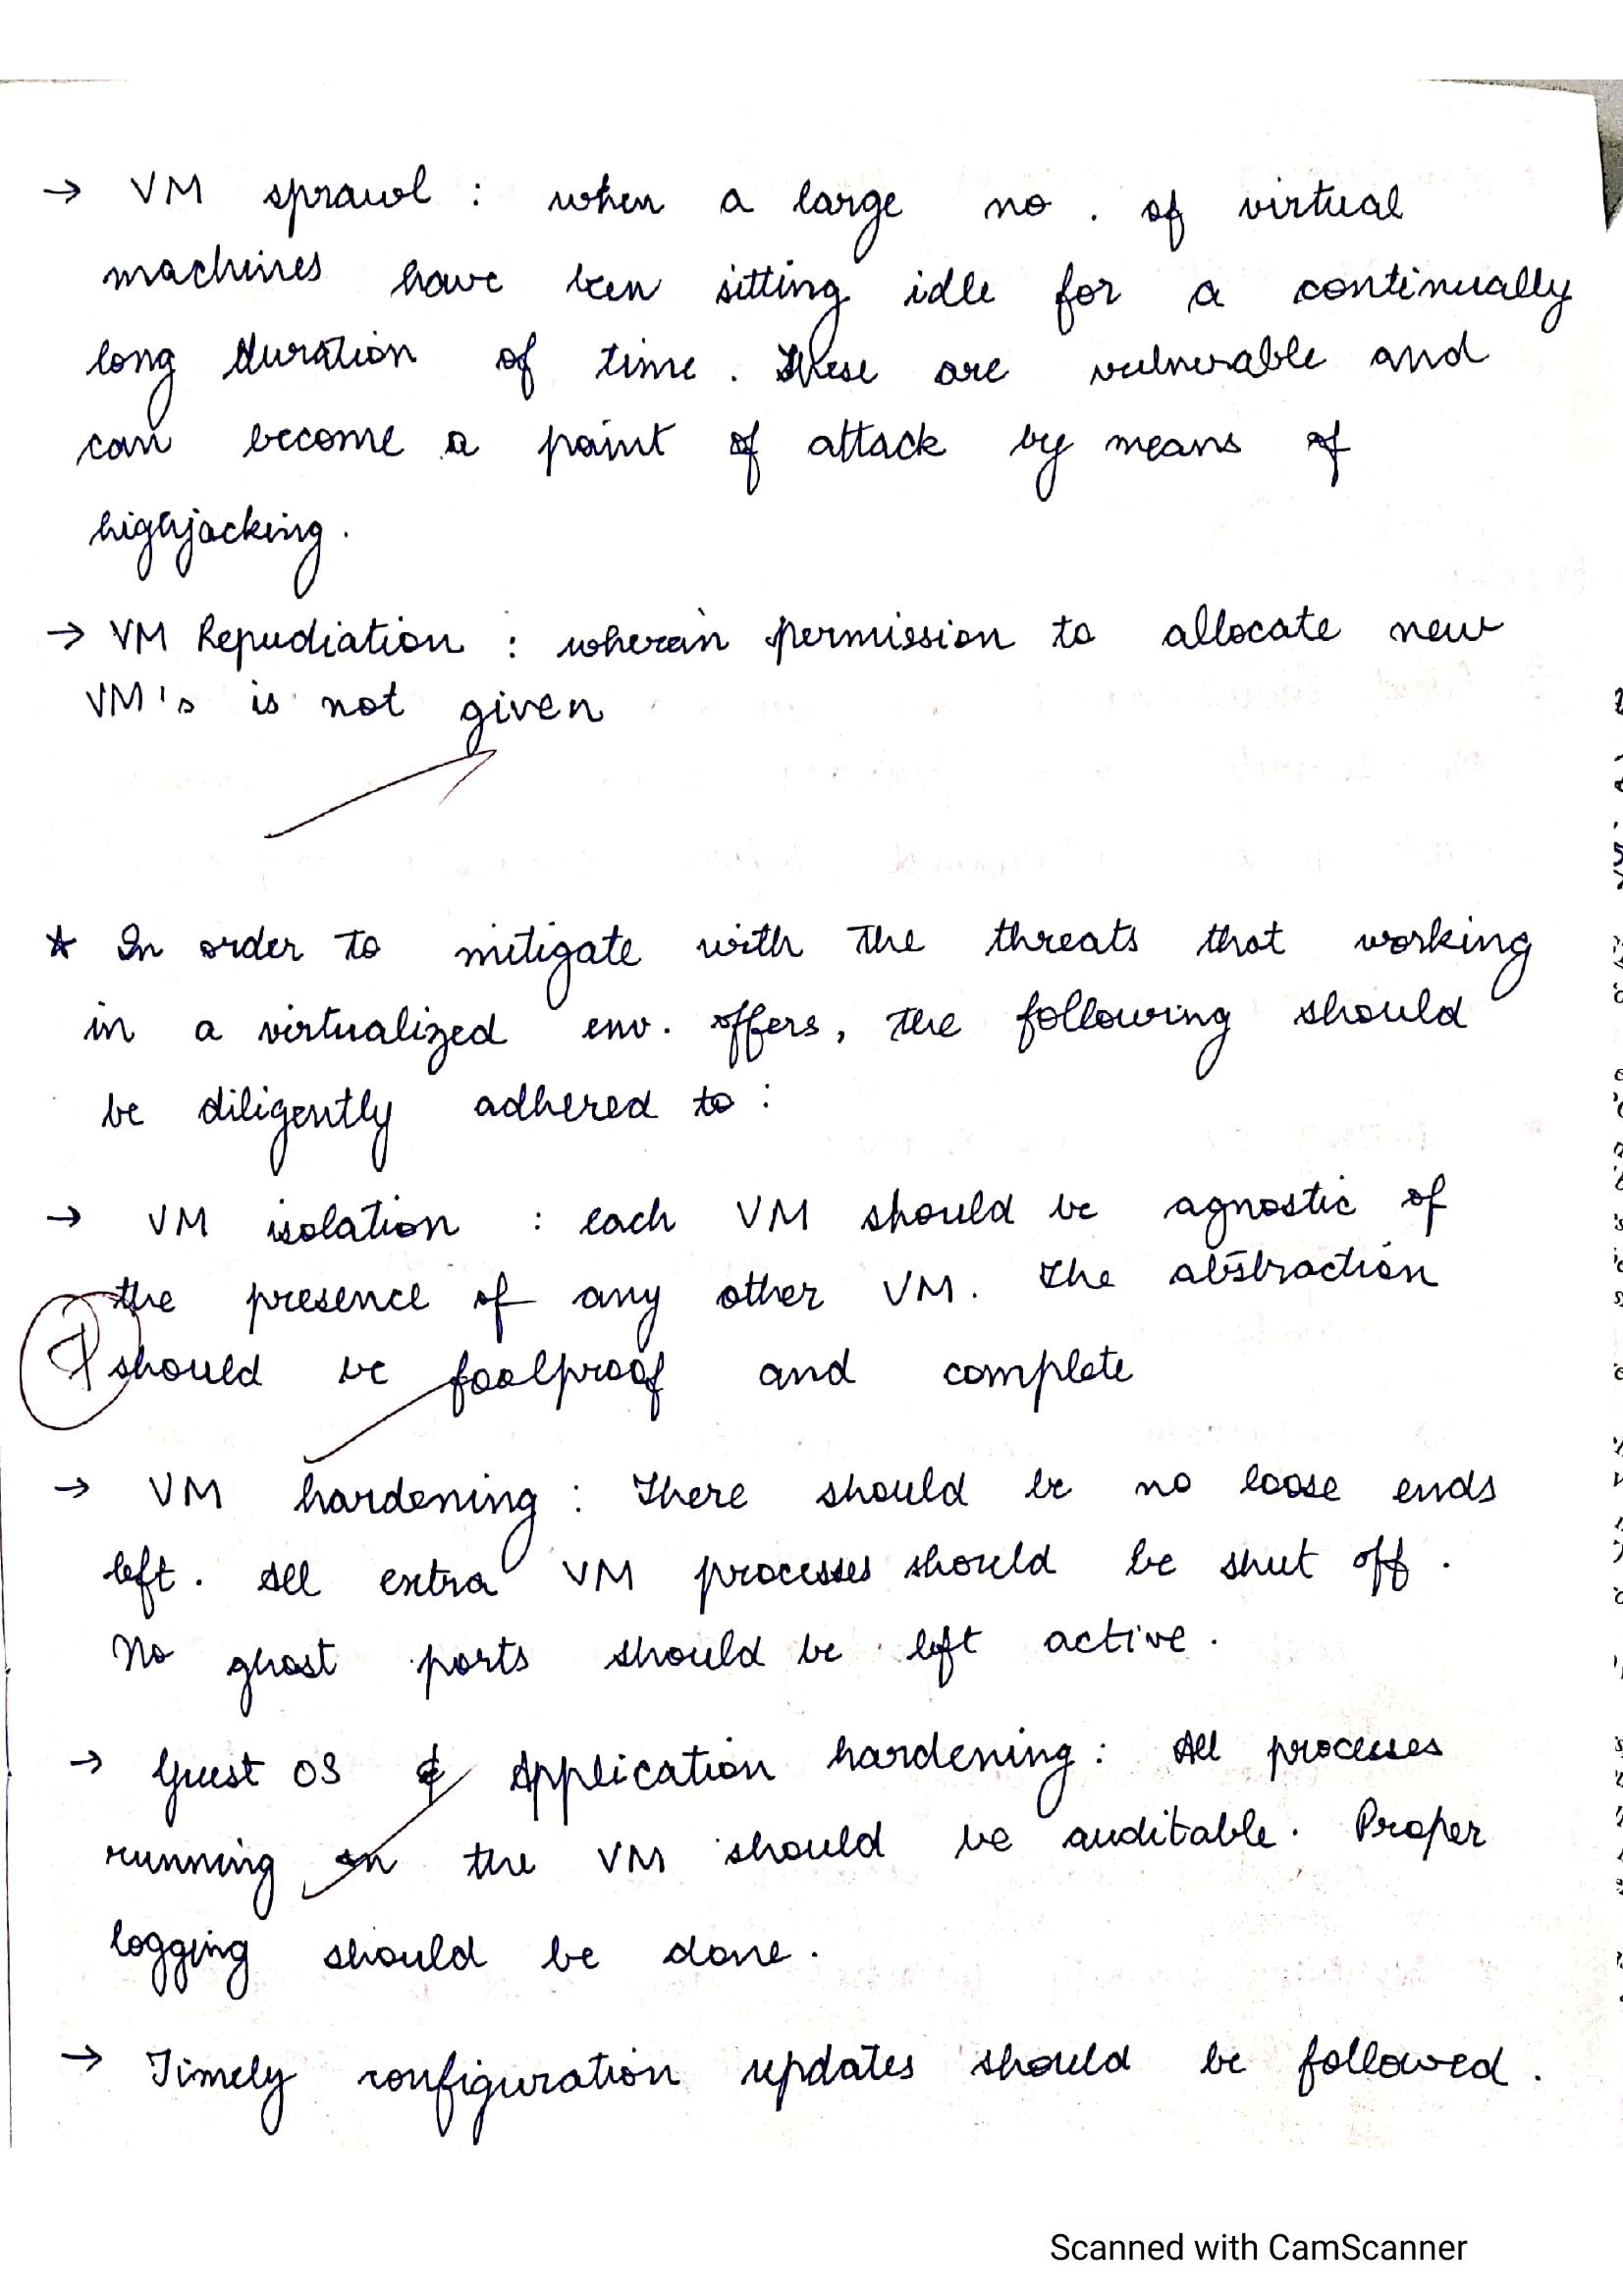 → VM sprawl : when a large no. of virtual
machines have been sitting idle for a continually
long duration of time. These are vulnerable and
can become a point of attack by means of
highjacking.
→ VM Repudiation : wherein permission to allocate new
VM's is not given
* In order to mitigate with the threats that working
in a virtualized env. offers, the following should
be diligently adhered to :
→ VM isolation : each VM should be agnostic of
the presence of any other VM. The abstraction
should be foolproof and complete
→ VM hardening : There should be no loose ends
left. All extra VM processes should be shut off.
No ghost ports should be left active.
→ Guest OS & Application hardening : All processes
running on the VM should be auditable. Proper
logging should be done.
→ Timely configuration updates should be followed.
Scanned with CamScanner